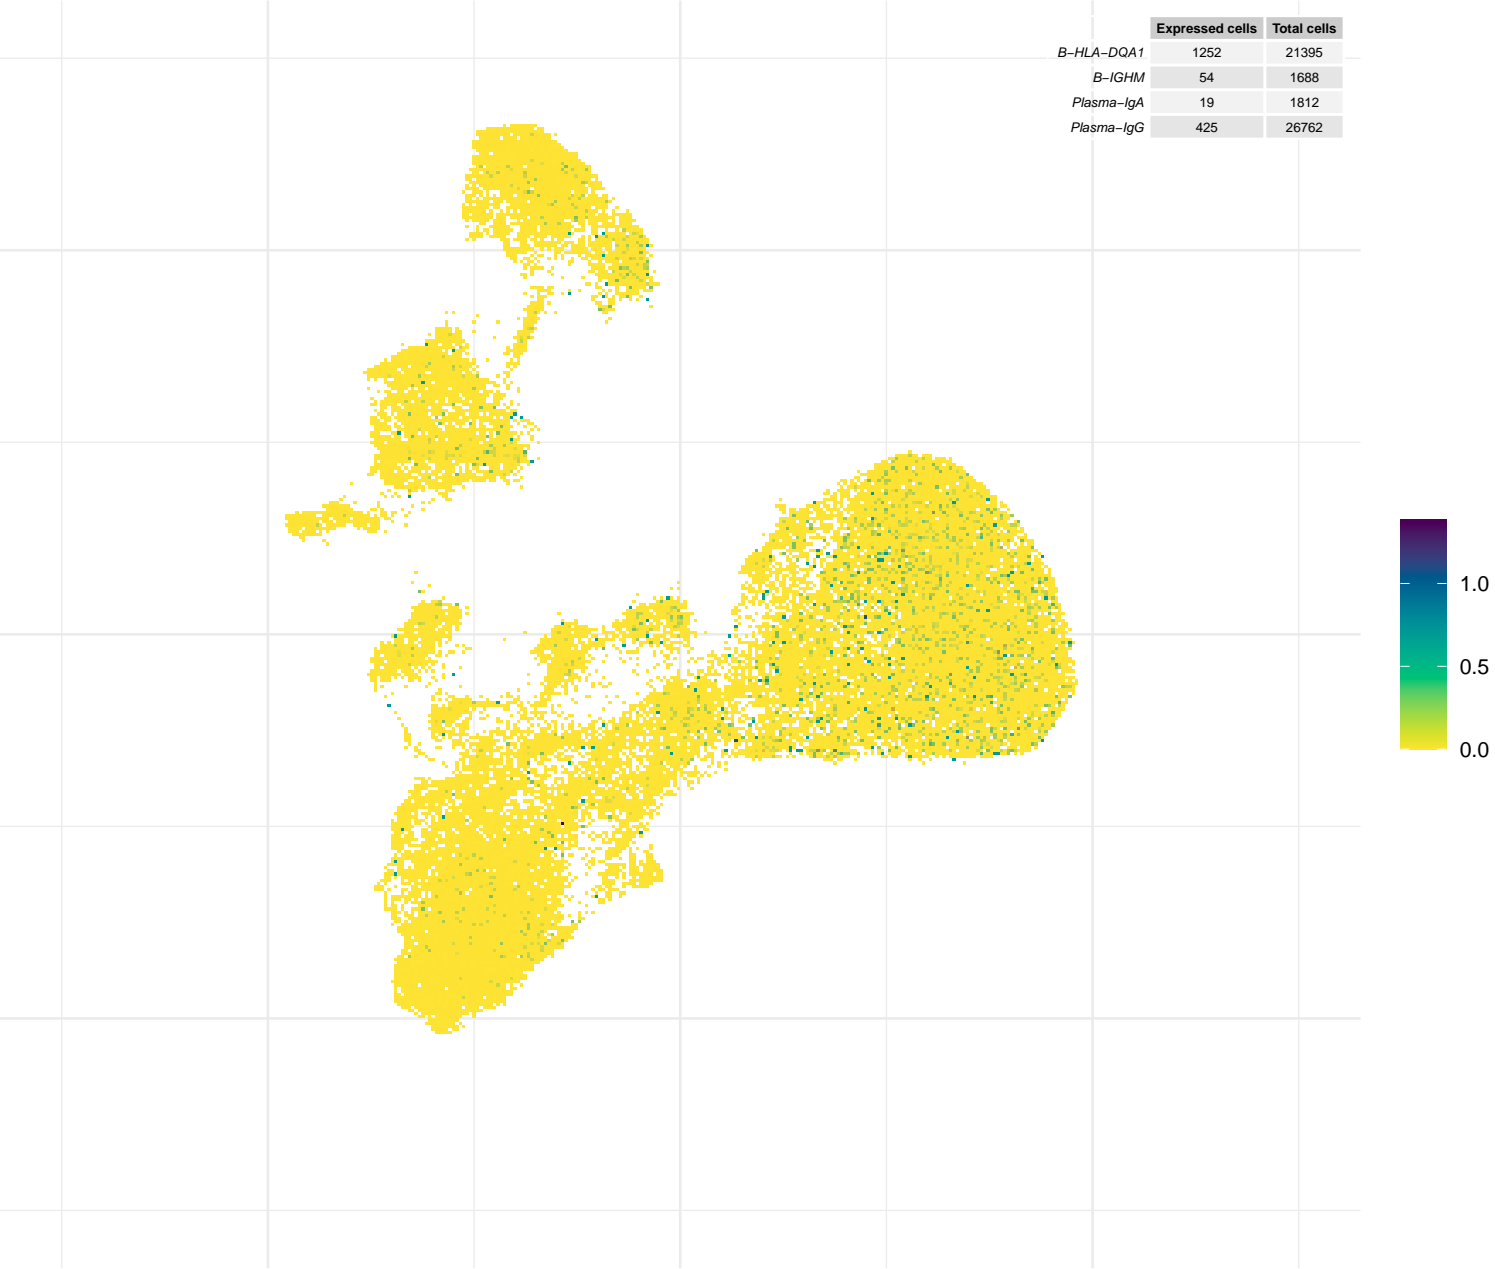 Expressed cells Total cells
B−HLA−DQA1 1252 21395
B−IGHM 54 1688
Plasma−IgA 19 1812
Plasma−IgG 425 26762
1.0
0.5
0.0